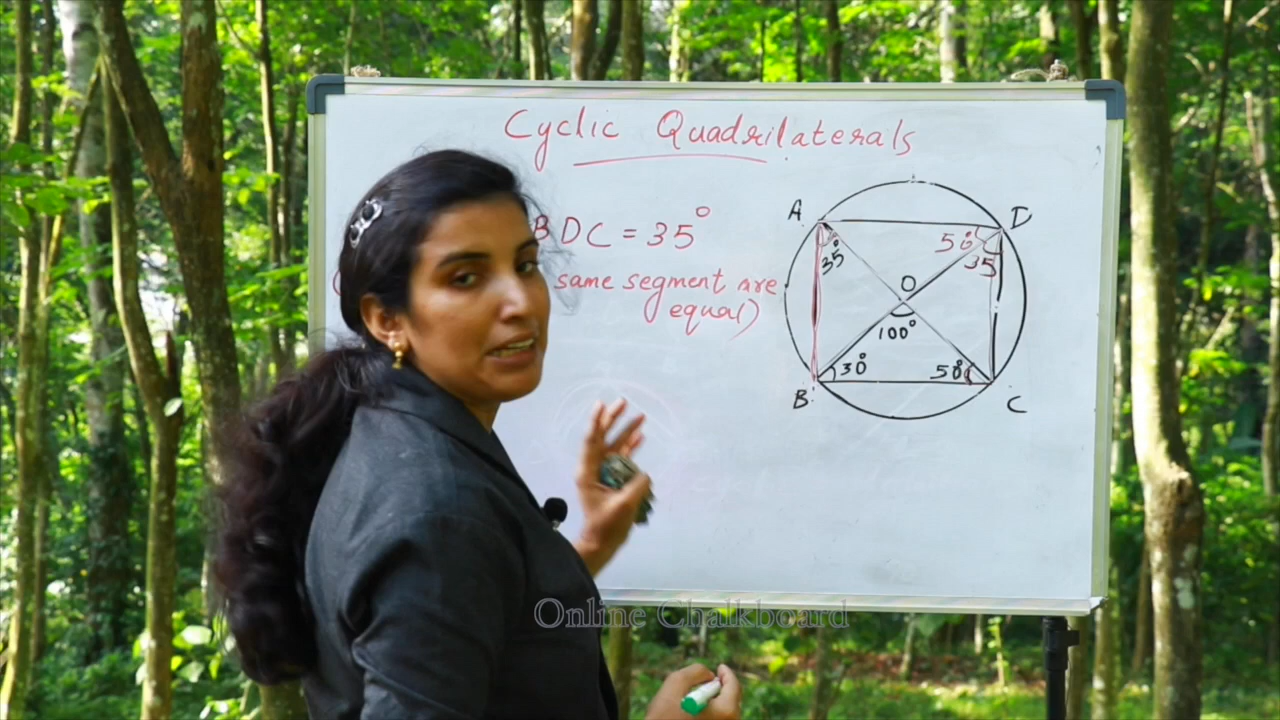 Cyclic Quadrilaterals
BDC = 35°
same segment are
equal)
A
D
50°
35
35°
O
100°
30°
50°
B
C
Online Chalkboard